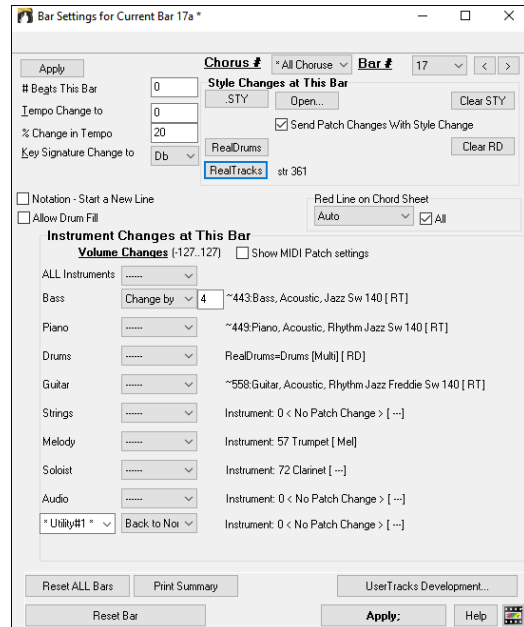 Bar Settings for Current Bar 17a *
Chorus # * All Choruse Bar # 17 < >
Apply
Style Changes at This Bar
# Beats This Bar 0
.STY Open... Clear STY
Tempo Change to 0
Send Patch Changes With Style Change
% Change in Tempo 20
RealDrums Clear RD
Key Signature Change to Db
RealTracks str 361
Notation - Start a New Line
Red Line on Chord Sheet
Allow Drum Fill
Auto All
Instrument Changes at This Bar
Volume Changes (-127..127) Show MIDI Patch settings
ALL Instruments ------
Bass Change by 4 ~443:Bass, Acoustic, Jazz Sw 140 [ RT]
Piano ------ ~449:Piano, Acoustic, Rhythm Jazz Sw 140 [ RT]
Drums ------ RealDrums=Drums [Multi] [ RD]
Guitar ------ ~558:Guitar, Acoustic, Rhythm Jazz Freddie Sw 140 [ RT]
Strings ------ Instrument: 0 < No Patch Change > [ ---]
Melody ------ Instrument: 57 Trumpet [ Mel]
Soloist ------ Instrument: 72 Clarinet [ ---]
Audio ------ Instrument: 0 < No Patch Change > [ ---]
* Utility#1 * Back to Nor Instrument: 0 < No Patch Change > [ ---]
Reset ALL Bars Print Summary UserTracks Development...
Reset Bar Apply; Help